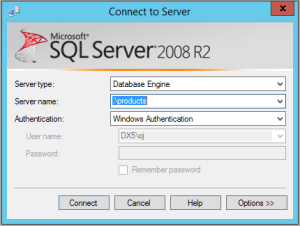 Connect to Server
x
Microsoft®
SQL Server® 2008 R2
Server type:
Database Engine
Server name:
.\products
Authentication:
Windows Authentication
User name:
DX5\oj
Password:
Remember password
Connect
Cancel
Help
Options >>